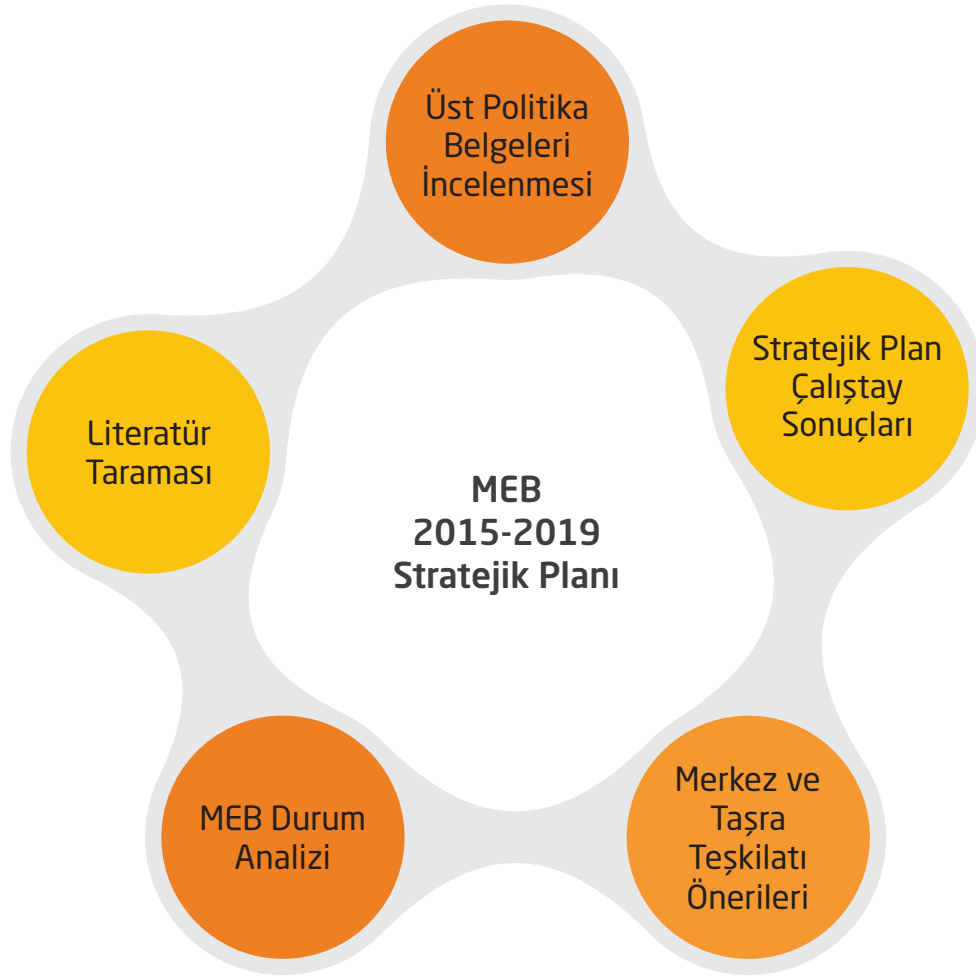 Üst Politika
Belgeleri
İncelenmesi
Stratejik Plan
Çalıştay
Sonuçları
Literatür
Taraması
MEB
2015-2019
Stratejik Planı
MEB Durum
Analizi
Merkez ve
Taşra
Teşkilatı
Önerileri